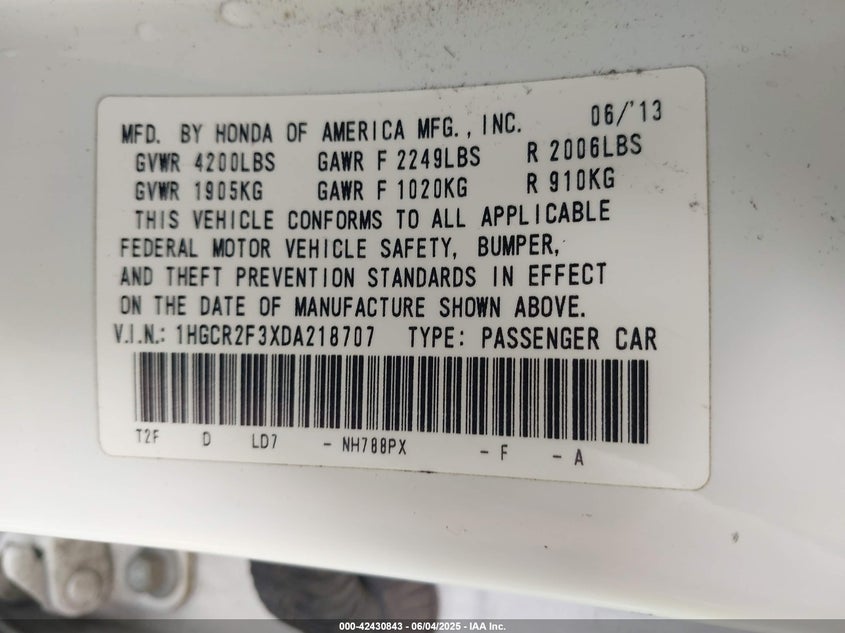 MFD. BY HONDA OF AMERICA MFG., INC. 06/'13
GVWR 4200LBS GAWR F 2249LBS R 2006LBS
GVWR 1905KG GAWR F 1020KG R 910KG
THIS VEHICLE CONFORMS TO ALL APPLICABLE
FEDERAL MOTOR VEHICLE SAFETY, BUMPER,
AND THEFT PREVENTION STANDARDS IN EFFECT
ON THE DATE OF MANUFACTURE SHOWN ABOVE.
V.I.N.: 1HGCR2F3XDA218707 TYPE: PASSENGER CAR
T2F D LD7 - NH788PX - F - A
000-42430843 - 06/04/2025 - IAA Inc.